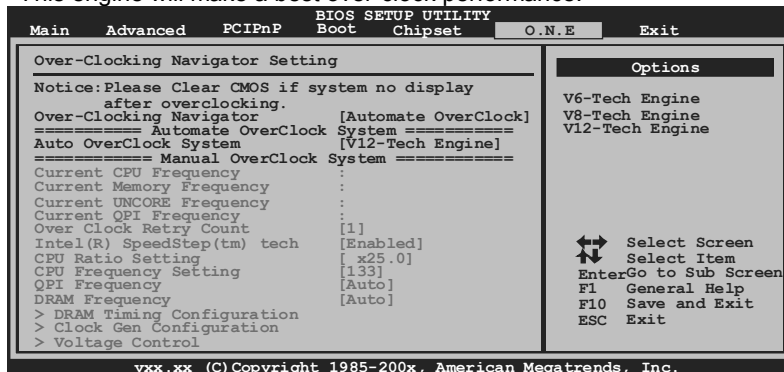 This engine will make a best over-clock performance.
BIOS SETUP UTILITY
Main Advanced PCIPnP Boot Chipset O.N.E Exit
Over-Clocking Navigator Setting
Notice:Please Clear CMOS if system no display
after overclocking.
Over-Clocking Navigator [Automate OverClock]
=========== Automate OverClock System ===========
Auto OverClock System [V12-Tech Engine]
============ Manual OverClock System ============
Current CPU Frequency :
Current Memory Frequency :
Current UNCORE Frequency :
Current QPI Frequency :
Over Clock Retry Count [1]
Intel(R) SpeedStep(tm) tech [Enabled]
CPU Ratio Setting [ x25.0]
CPU Frequency Setting [133]
QPI Frequency [Auto]
DRAM Frequency [Auto]
> DRAM Timing Configuration
> Clock Gen Configuration
> Voltage Control
Options
V6-Tech Engine
V8-Tech Engine
V12-Tech Engine
Select Screen
Select Item
Enter Go to Sub Screen
F1 General Help
F10 Save and Exit
ESC Exit
vxx.xx (C)Copyright 1985-200x, American Megatrends, Inc.